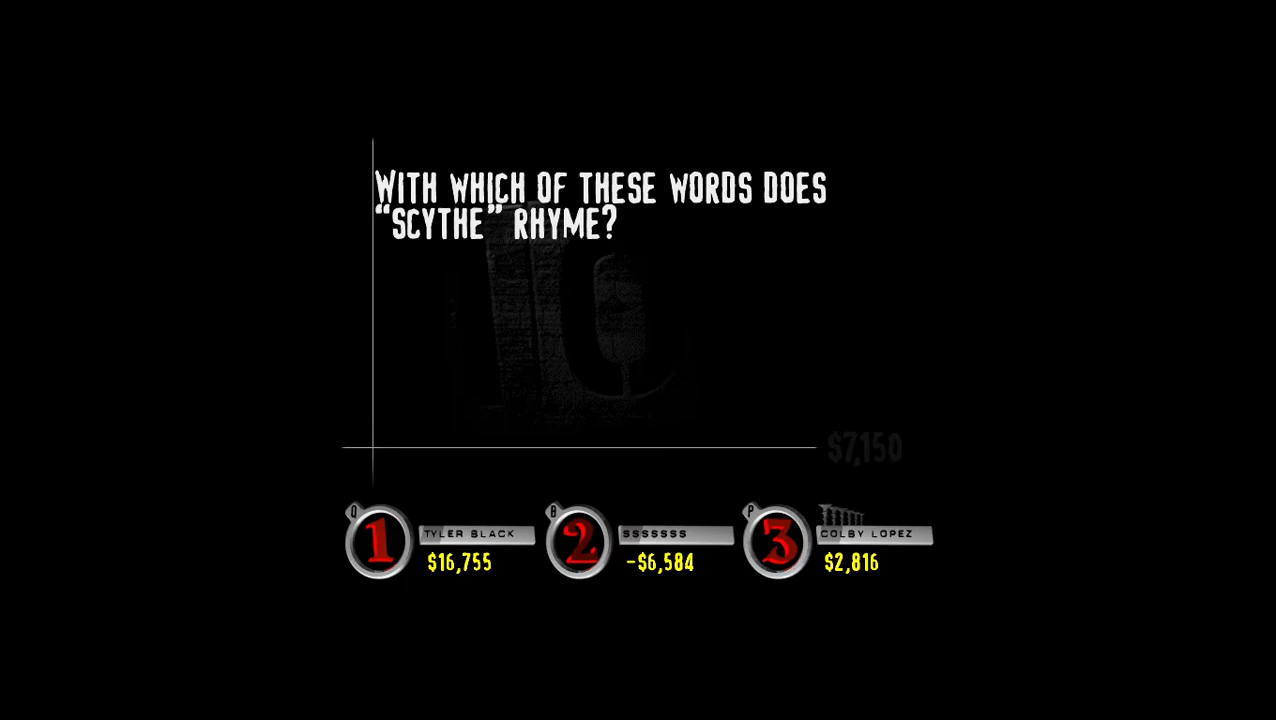 WITH WHICH OF THESE WORDS DOES
“SCYTHE” RHYME?
10
$7,150
Q
1
TYLER BLACK
$16,755
B
2
SSSSSSS
-$6,584
P
3
COLBY LOPEZ
$2,816